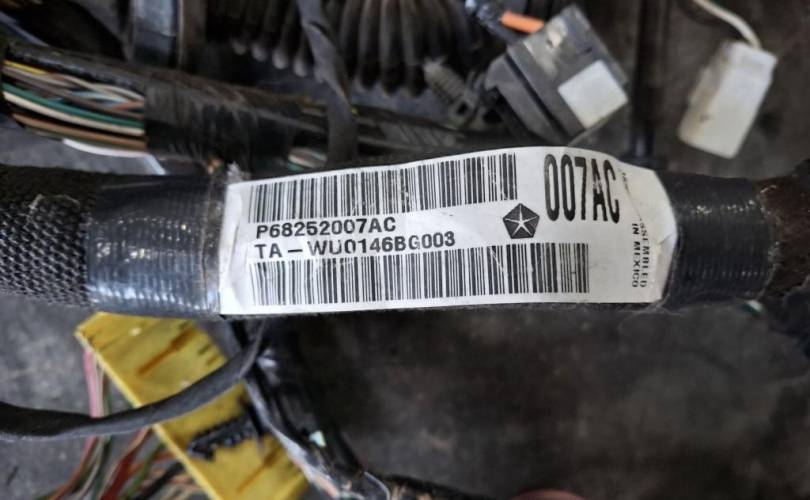 007AC
P68252007AC
TA-WU0146BG003
ASSEMBLED
IN MEXICO